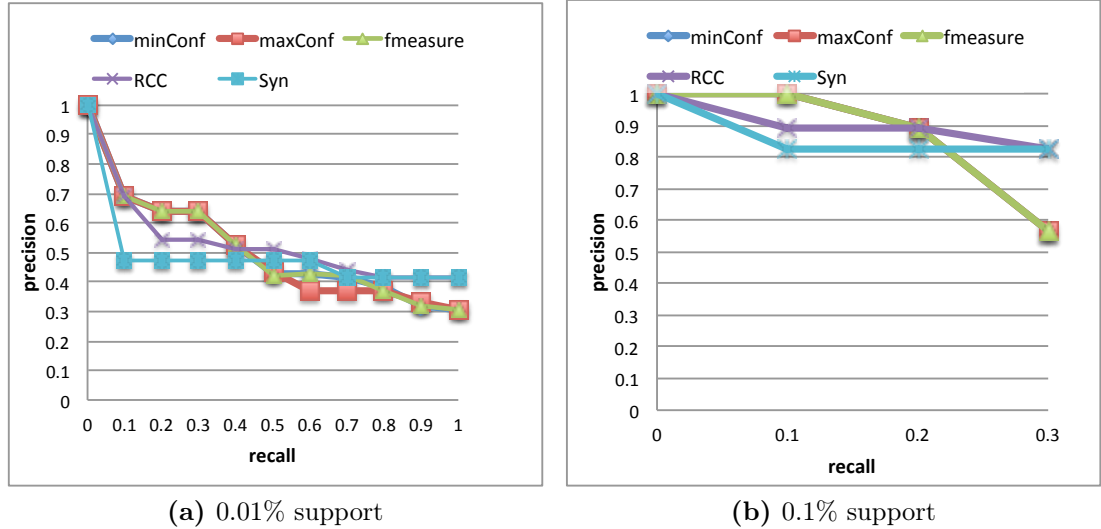 minConf maxConf fmeasure
RCC Syn
1
0.9
0.8
0.7
0.6
0.5
0.4
0.3
0.2
0.1
0
precision
0 0.1 0.2 0.3 0.4 0.5 0.6 0.7 0.8 0.9 1
recall
(a) 0.01% support
minConf maxConf fmeasure
RCC Syn
1
0.9
0.8
0.7
0.6
0.5
0.4
0.3
0.2
0.1
0
precision
0 0.1 0.2 0.3
recall
(b) 0.1% support